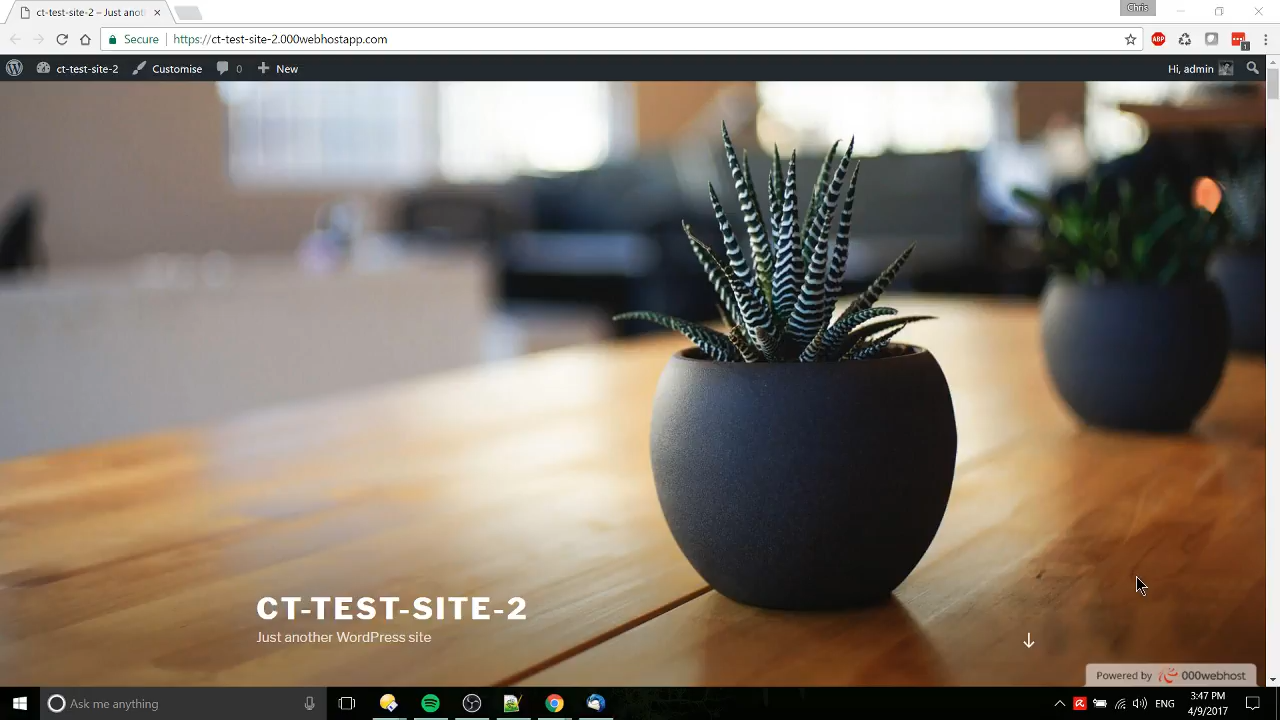 Chris
ct-test-site-2 – Just anot
Secure
https://ct-test-site-2.000webhostapp.com
ABP
1
ct-test-site-2
Customise
0
New
Hi, admin
CT-TEST-SITE-2
Just another WordPress site
Powered by 000webhost
Ask me anything
ENG
3:47 PM
4/9/2017